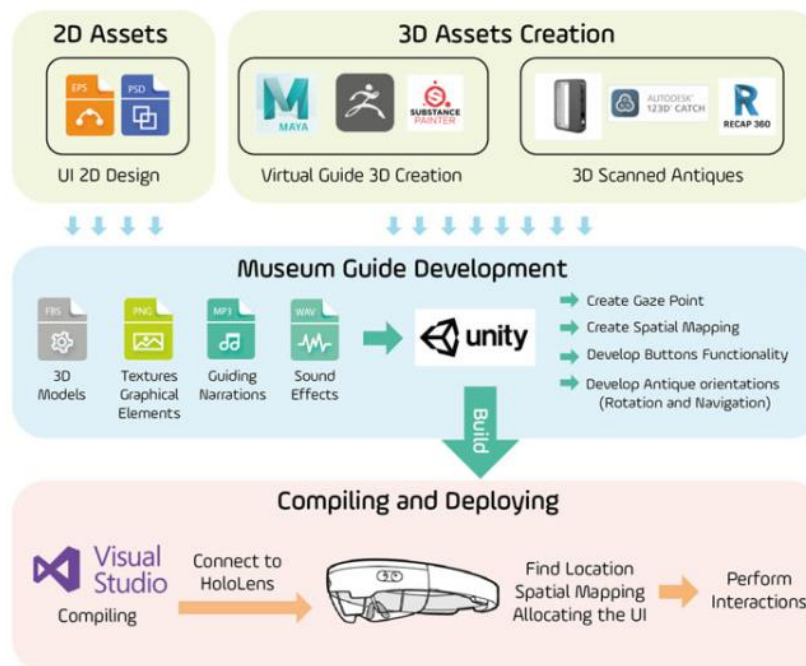 2D Assets
EPS
PSD
UI 2D Design
3D Assets Creation
M
MAYA
SUBSTANCE
PAINTER
Virtual Guide 3D Creation
AUTODESK®
123D® CATCH
R
RECAP 360
3D Scanned Antiques
Museum Guide Development
FBS
3D
Models
PNG
Textures
Graphical
Elements
MP3
Guiding
Narrations
WAV
Sound
Effects
unity
Create Gaze Point
Create Spatial Mapping
Develop Buttons Functionality
Develop Antique orientations
(Rotation and Navigation)
Build
Compiling and Deploying
Visual
Studio
Compiling
Connect to
HoloLens
Find Location
Spatial Mapping
Allocating the UI
Perform
Interactions